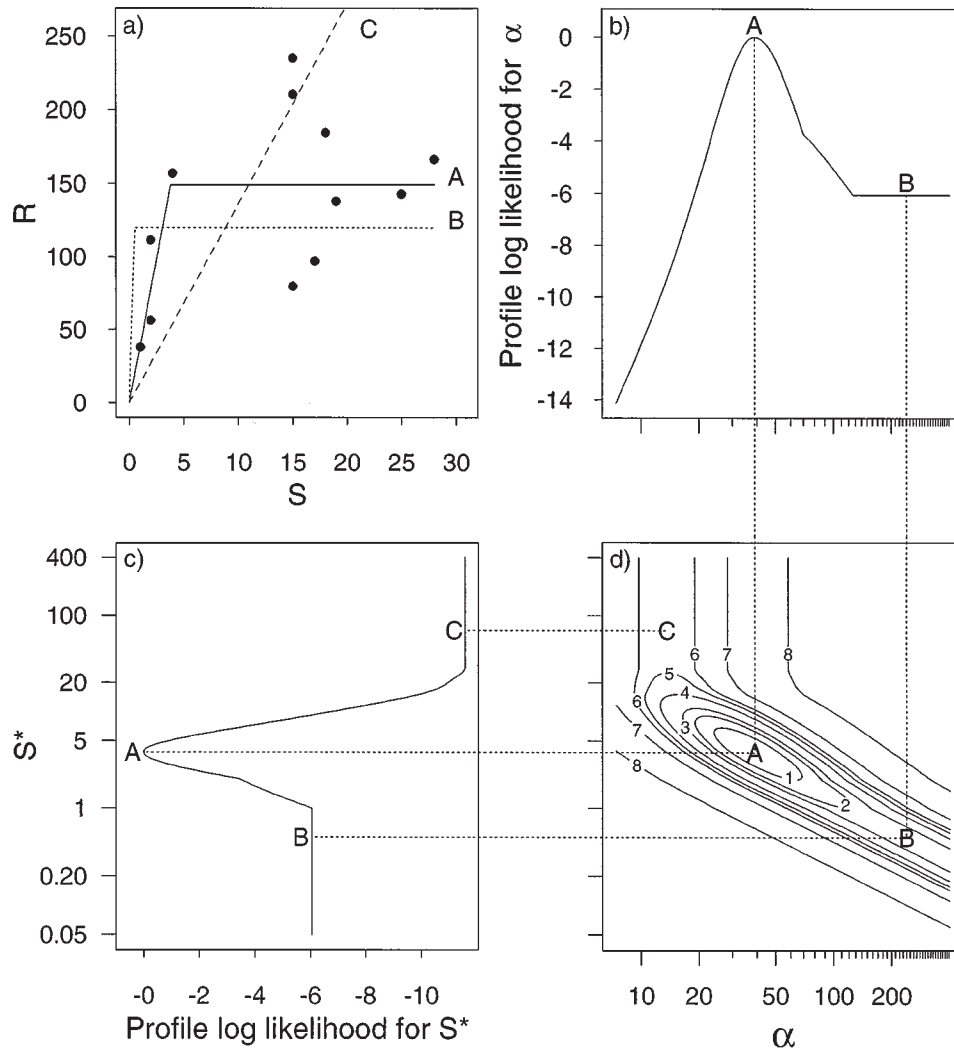 a)
C
R
250
200
150
100
50
0
A
B
0 5 10 15 20 25 30
S
b)
A
Profile log likelihood for α
0
-2
-4
-6
-8
-10
-12
-14
B
c)
S*
400
100
20
5
1
0.20
0.05
C
A
B
-0 -2 -4 -6 -8 -10
Profile log likelihood for S*
d)
C
6 7 8
5
4
6
3
7
A
8
1
2
B
10 20 50 100 200
α